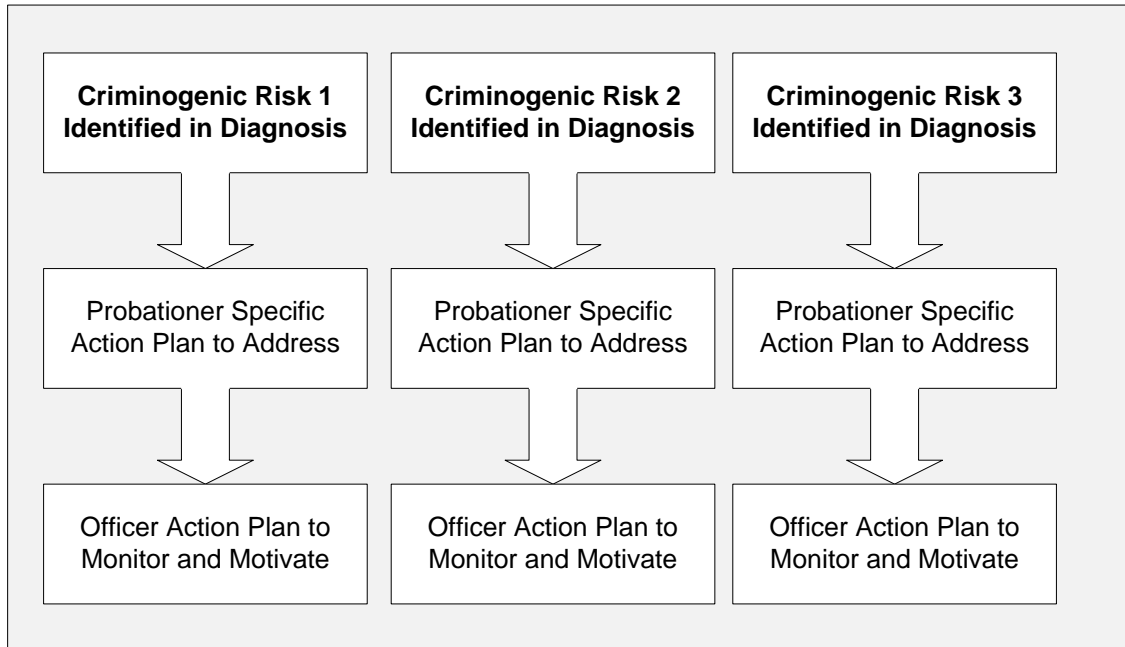 Criminogenic Risk 1
Identified in Diagnosis
Criminogenic Risk 2
Identified in Diagnosis
Criminogenic Risk 3
Identified in Diagnosis
Probationer Specific
Action Plan to Address
Probationer Specific
Action Plan to Address
Probationer Specific
Action Plan to Address
Officer Action Plan to
Monitor and Motivate
Officer Action Plan to
Monitor and Motivate
Officer Action Plan to
Monitor and Motivate